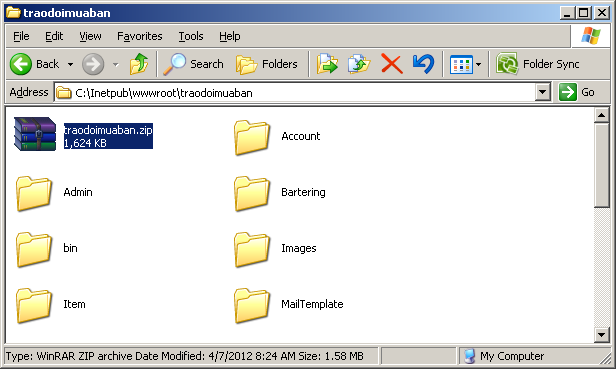 traodoimuaban
File Edit View Favorites Tools Help
Back Search Folders Folder Sync
Address C:\Inetpub\wwwroot\traodoimuaban Go
traodoimuaban.zip
1,624 KB
Account
Admin
Bartering
bin
Images
Item
MailTemplate
Type: WinRAR ZIP archive Date Modified: 4/7/2012 8:24 AM Size: 1.58 MB
My Computer